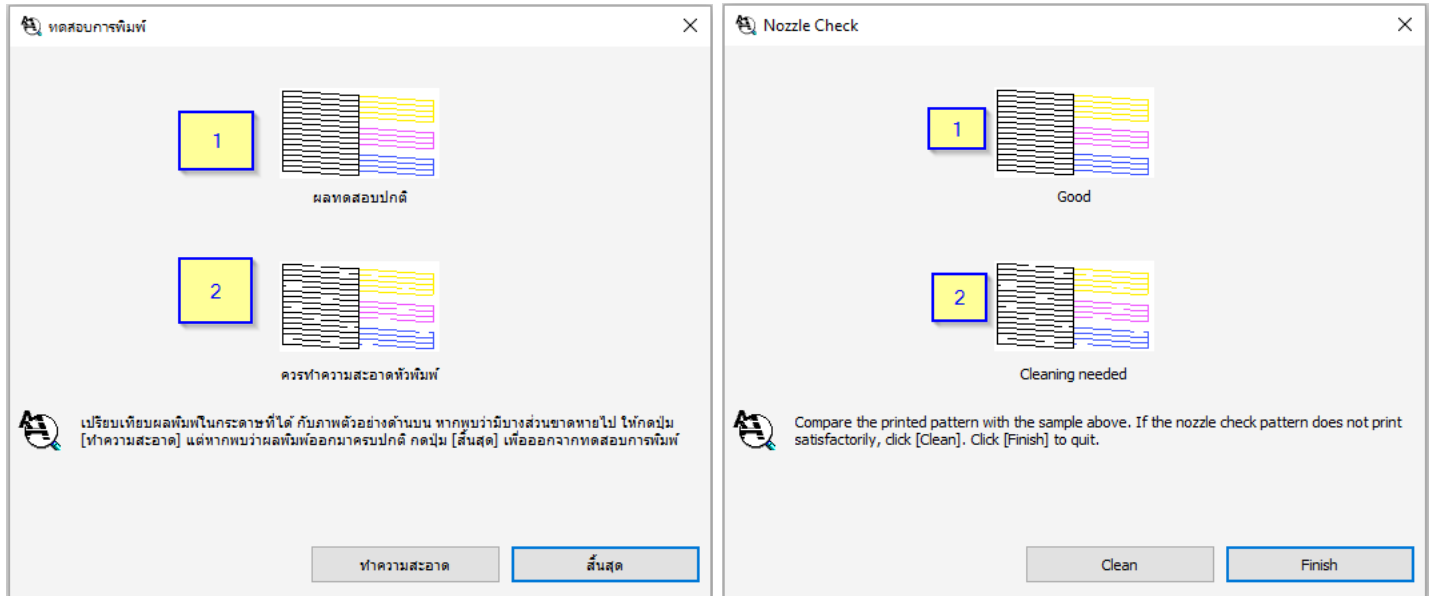 ทดสอบการพิมพ์
1
ผลทดสอบปกติ
2
ควรทำความสะอาดหัวพิมพ์
เปรียบเทียบผลพิมพ์ในกระดาษที่ได้ กับภาพตัวอย่างด้านบน หากพบว่ามีบางส่วนขาดหายไป ให้กดปุ่ม
[ทำความสะอาด] แต่หากพบว่าผลพิมพ์ออกมาครบปกติ กดปุ่ม [สิ้นสุด] เพื่อออกจากทดสอบการพิมพ์
ทำความสะอาด
สิ้นสุด
Nozzle Check
1
Good
2
Cleaning needed
Compare the printed pattern with the sample above. If the nozzle check pattern does not print
satisfactorily, click [Clean]. Click [Finish] to quit.
Clean
Finish